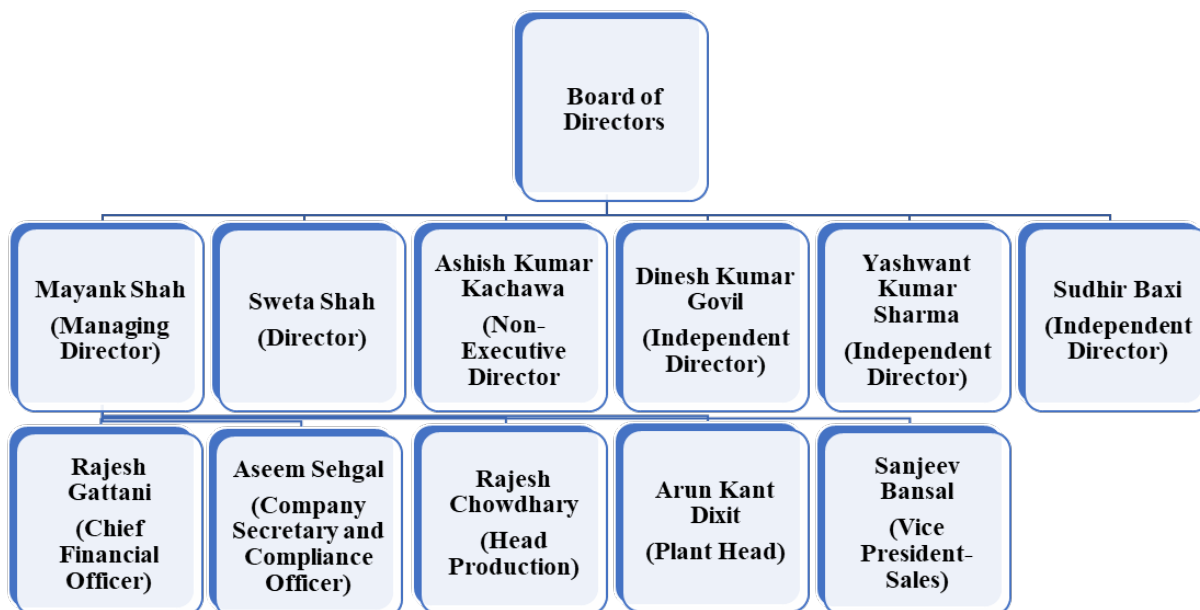 Board of
Directors
Mayank Shah
(Managing
Director)
Sweta Shah
(Director)
Ashish Kumar
Kachawa
(Non-
Executive
Director
Dinesh Kumar
Govil
(Independent
Director)
Yashwant
Kumar
Sharma
(Independent
Director)
Sudhir Baxi
(Independent
Director)
Rajesh
Gattani
(Chief
Financial
Officer)
Aseem Sehgal
(Company
Secretary and
Compliance
Officer)
Rajesh
Chowdhary
(Head
Production)
Arun Kant
Dixit
(Plant Head)
Sanjeev
Bansal
(Vice
President-
Sales)